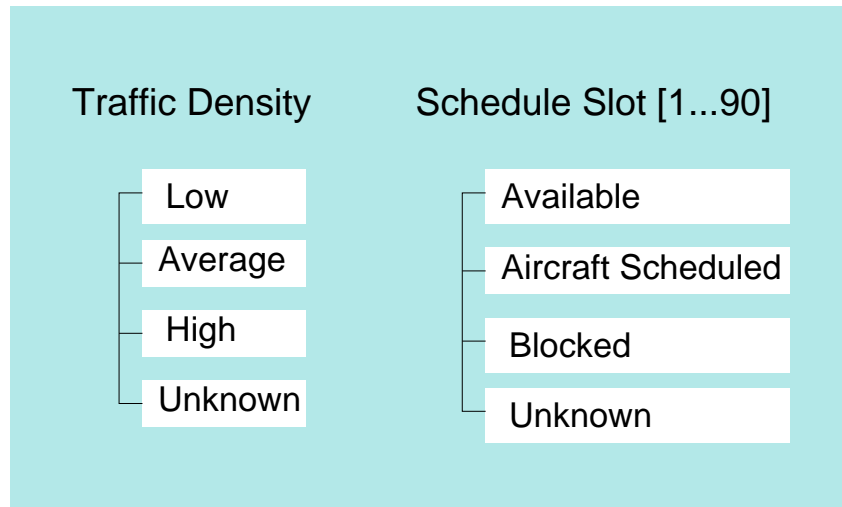 Traffic Density
Low
Average
High
Unknown
Schedule Slot [1...90]
Available
Aircraft Scheduled
Blocked
Unknown